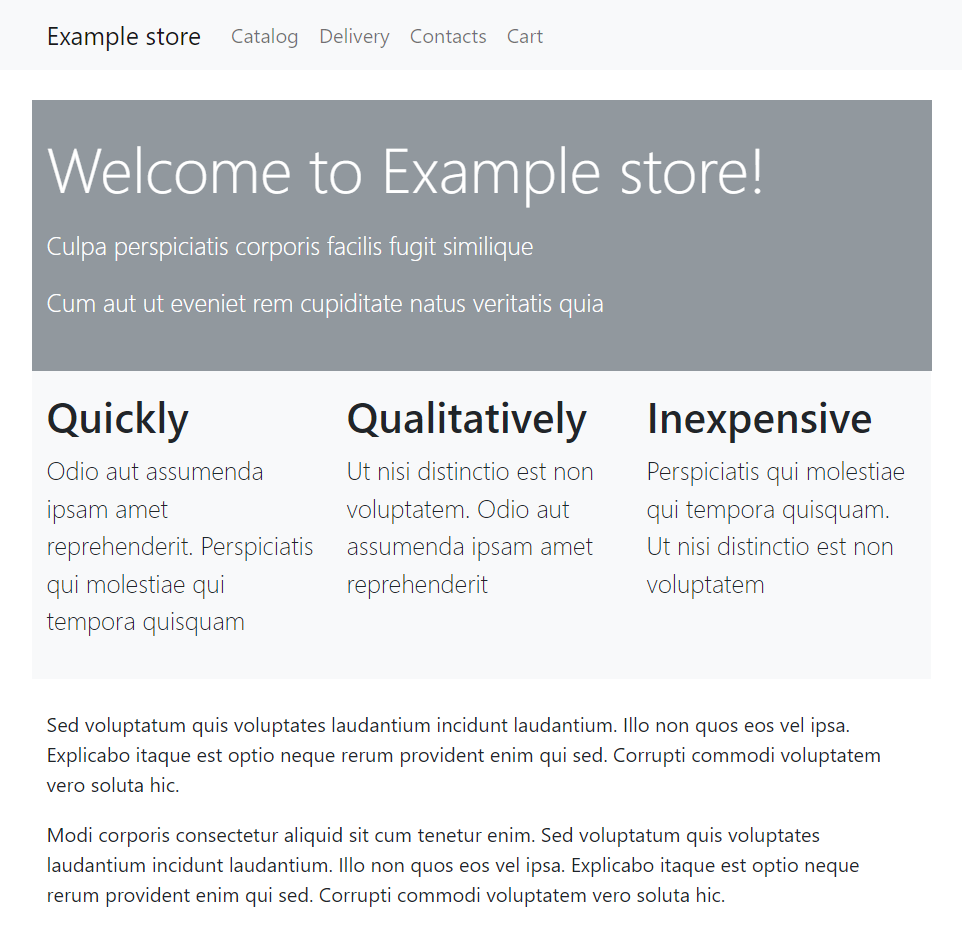 Example store Catalog Delivery Contacts Cart
Welcome to Example store!
Culpa perspiciatis corporis facilis fugit similique
Cum aut ut eveniet rem cupiditate natus veritatis quia
Quickly
Odio aut assumenda
ipsam amet
reprehenderit. Perspiciatis
qui molestiae qui
tempora quisquam
Qualitatively
Ut nisi distinctio est non
voluptatem. Odio aut
assumenda ipsam amet
reprehenderit
Inexpensive
Perspiciatis qui molestiae
qui tempora quisquam.
Ut nisi distinctio est non
voluptatem
Sed voluptatum quis voluptates laudantium incidunt laudantium. Illo non quos eos vel ipsa.
Explicabo itaque est optio neque rerum provident enim qui sed. Corrupti commodi voluptatem
vero soluta hic.
Modi corporis consectetur aliquid sit cum tenetur enim. Sed voluptatum quis voluptates
laudantium incidunt laudantium. Illo non quos eos vel ipsa. Explicabo itaque est optio neque
rerum provident enim qui sed. Corrupti commodi voluptatem vero soluta hic.